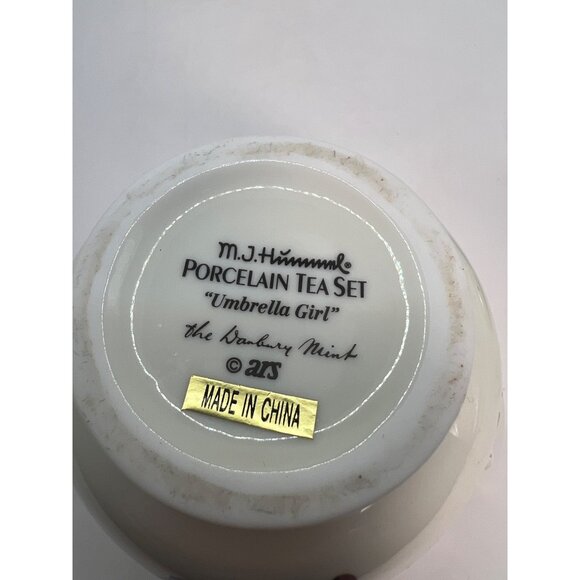 M.J.Hummel®
PORCELAIN TEA SET
"Umbrella Girl"
the Danbury Mint
© ars
MADE IN CHINA